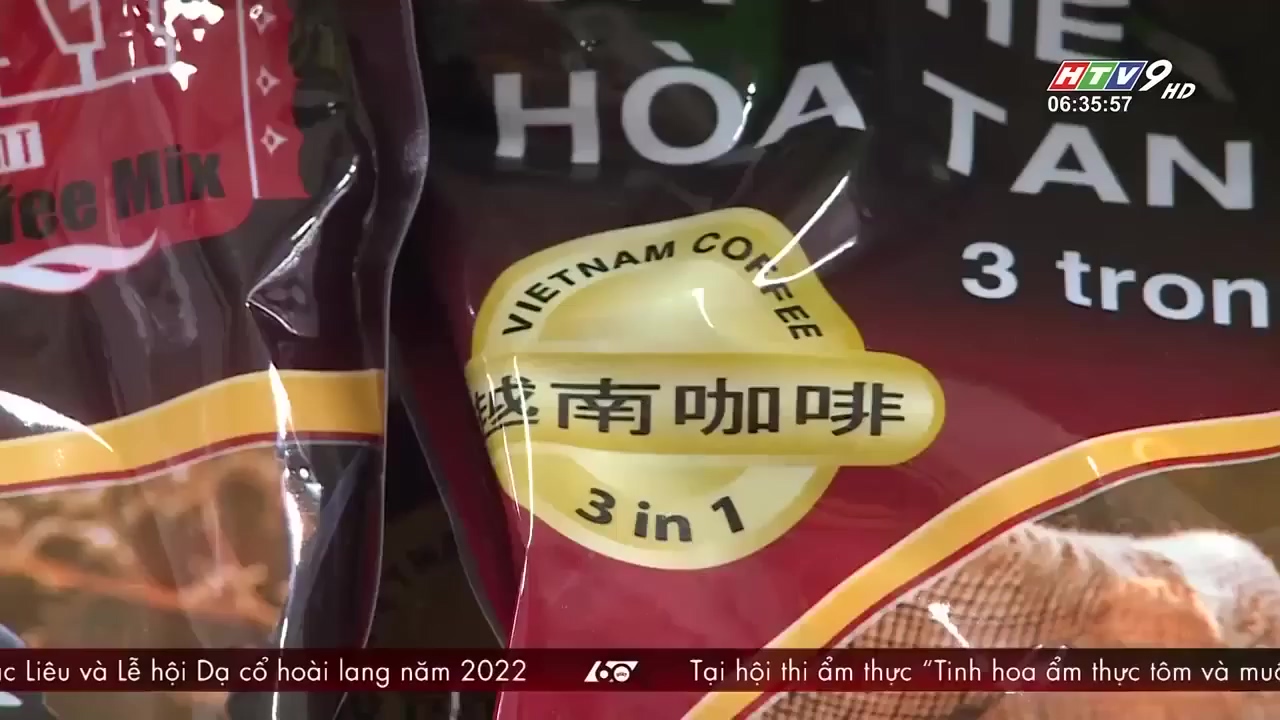 HTV9 HD
06:35:57
HÒA TAN
3 tron
Mix
VIETNAM COFFEE
越南咖啡
3 in 1
Liêu và Lễ hội Dạ cổ hoài lang năm 2022
60 giây
Tại hội thi ẩm thực “Tinh hoa ẩm thực tôm và